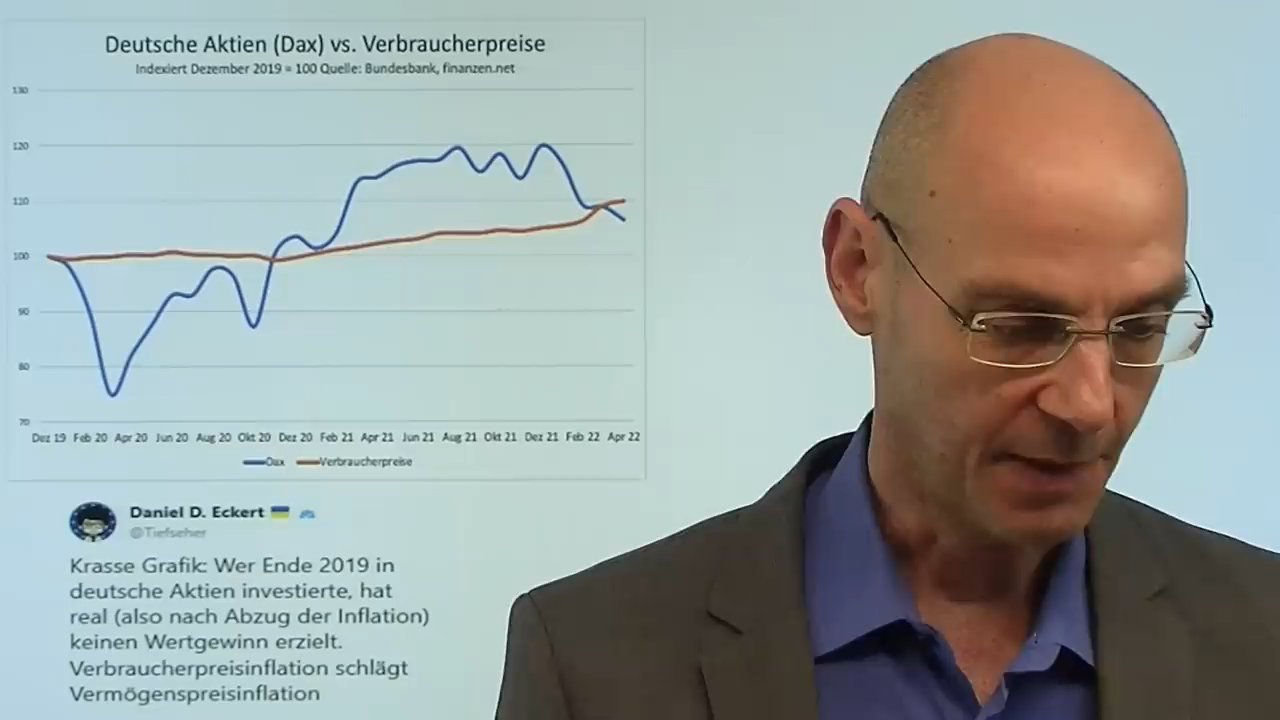 Deutsche Aktien (Dax) vs. Verbraucherpreise
Indexiert Dezember 2019 = 100 Quelle: Bundesbank, finanzen.net
130
120
110
100
90
80
70
Dez 19 Feb 20 Apr 20 Jun 20 Aug 20 Okt 20 Dez 20 Feb 21 Apr 21 Jun 21 Aug 21 Okt 21 Dez 21 Feb 22 Apr 22
Dax Verbraucherpreise
Daniel D. Eckert
@Tiefseher
Krasse Grafik: Wer Ende 2019 in
deutsche Aktien investierte, hat
real (also nach Abzug der Inflation)
keinen Wertgewinn erzielt.
Verbraucherpreisinflation schlägt
Vermögenspreisinflation